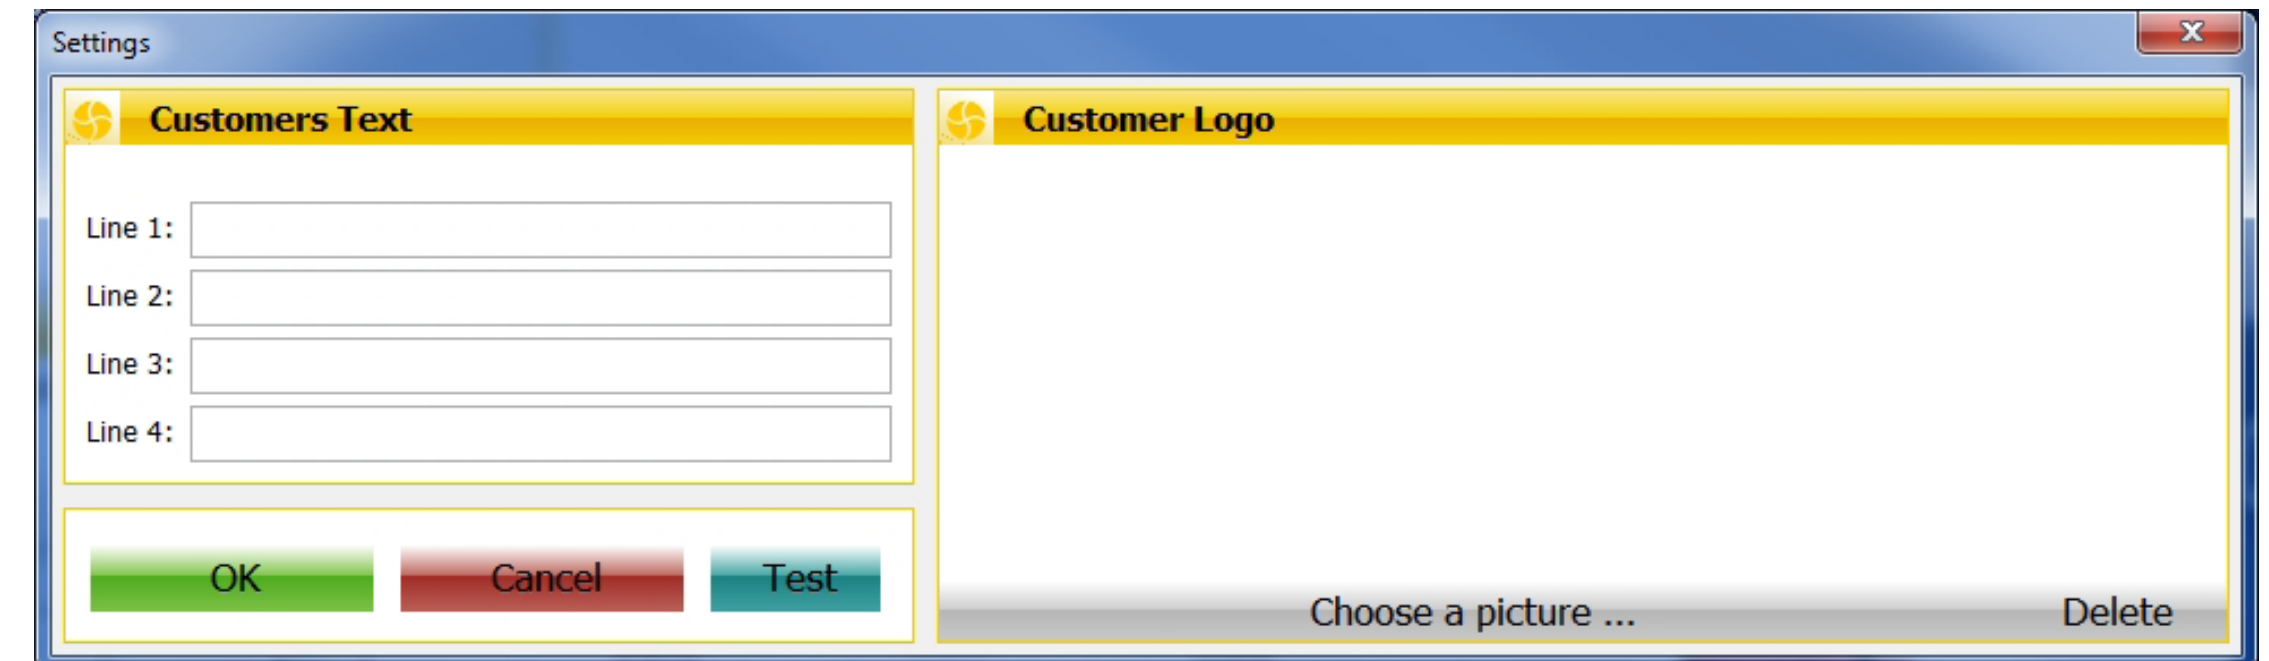 Settings
Customers Text
Line 1:
Line 2:
Line 3:
Line 4:
OK Cancel Test
Customer Logo
Choose a picture ... Delete